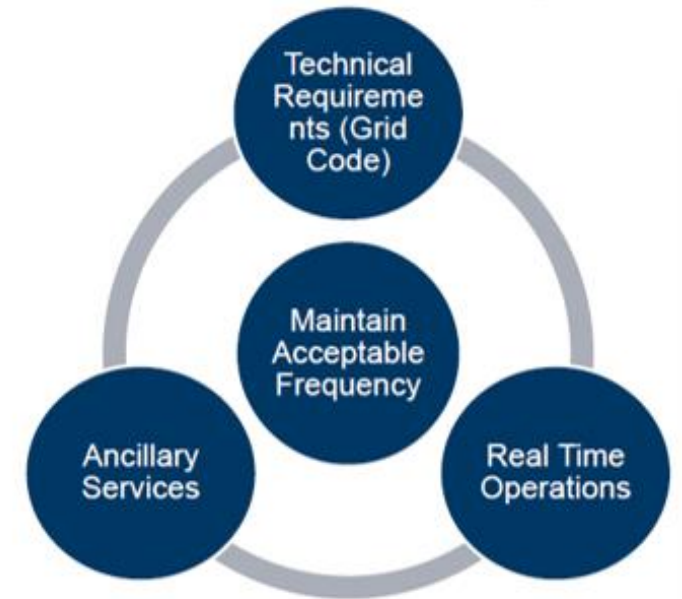 Technical
Requireme
nts (Grid
Code)
Maintain
Acceptable
Frequency
Ancillary
Services
Real Time
Operations